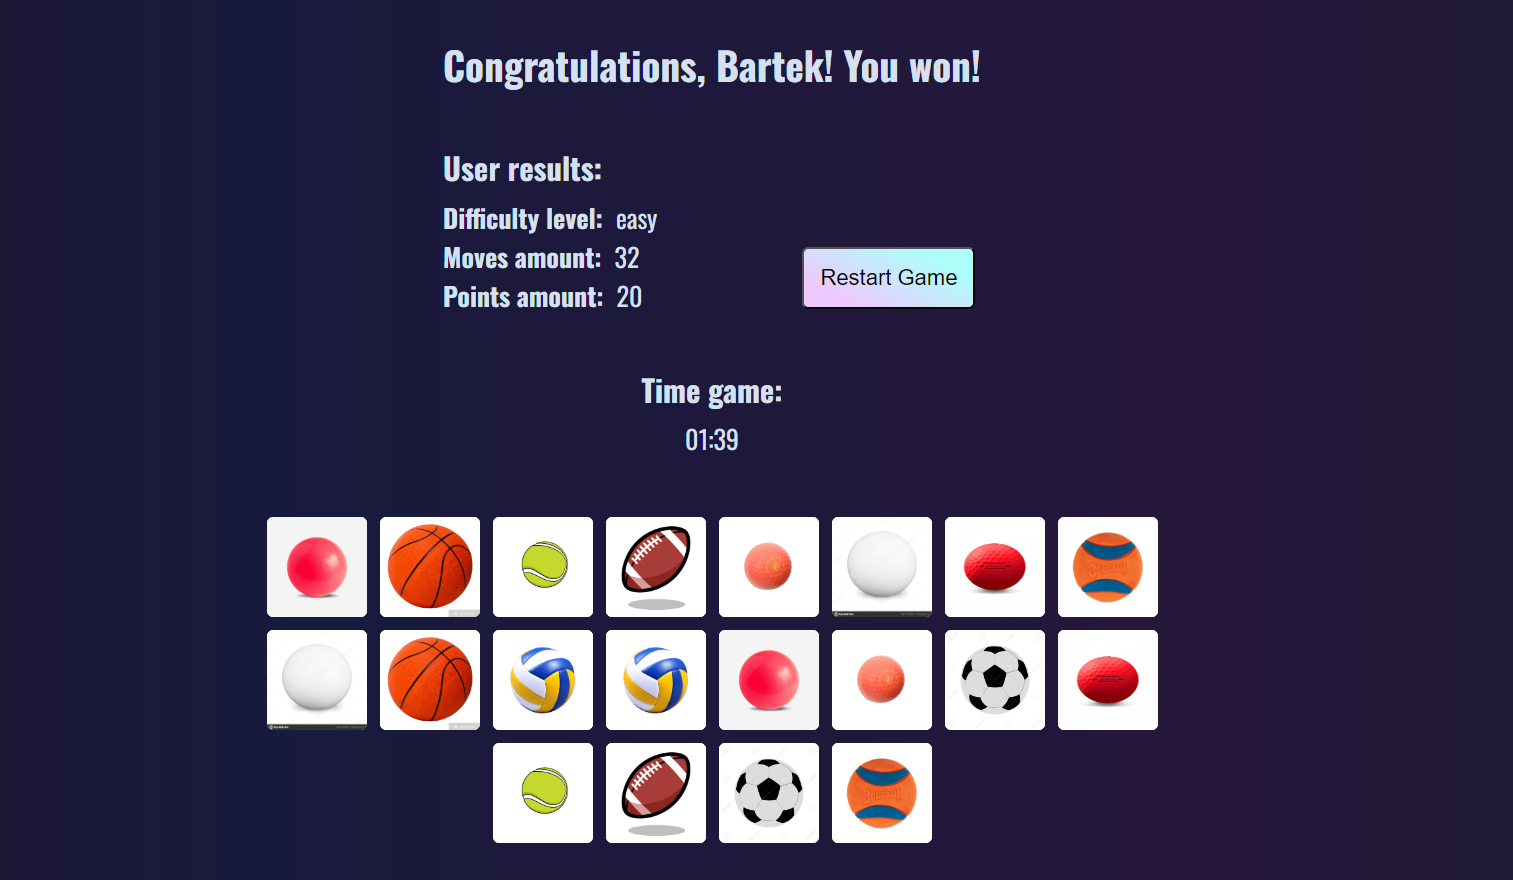 Congratulations, Bartek! You won!
User results:
Difficulty level: easy
Moves amount: 32
Points amount: 20
Restart Game
Time game:
01:39